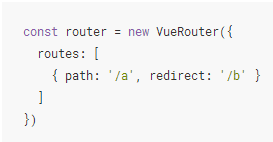 const router = new VueRouter({
  routes: [
    { path: '/a', redirect: '/b' }
  ]
})